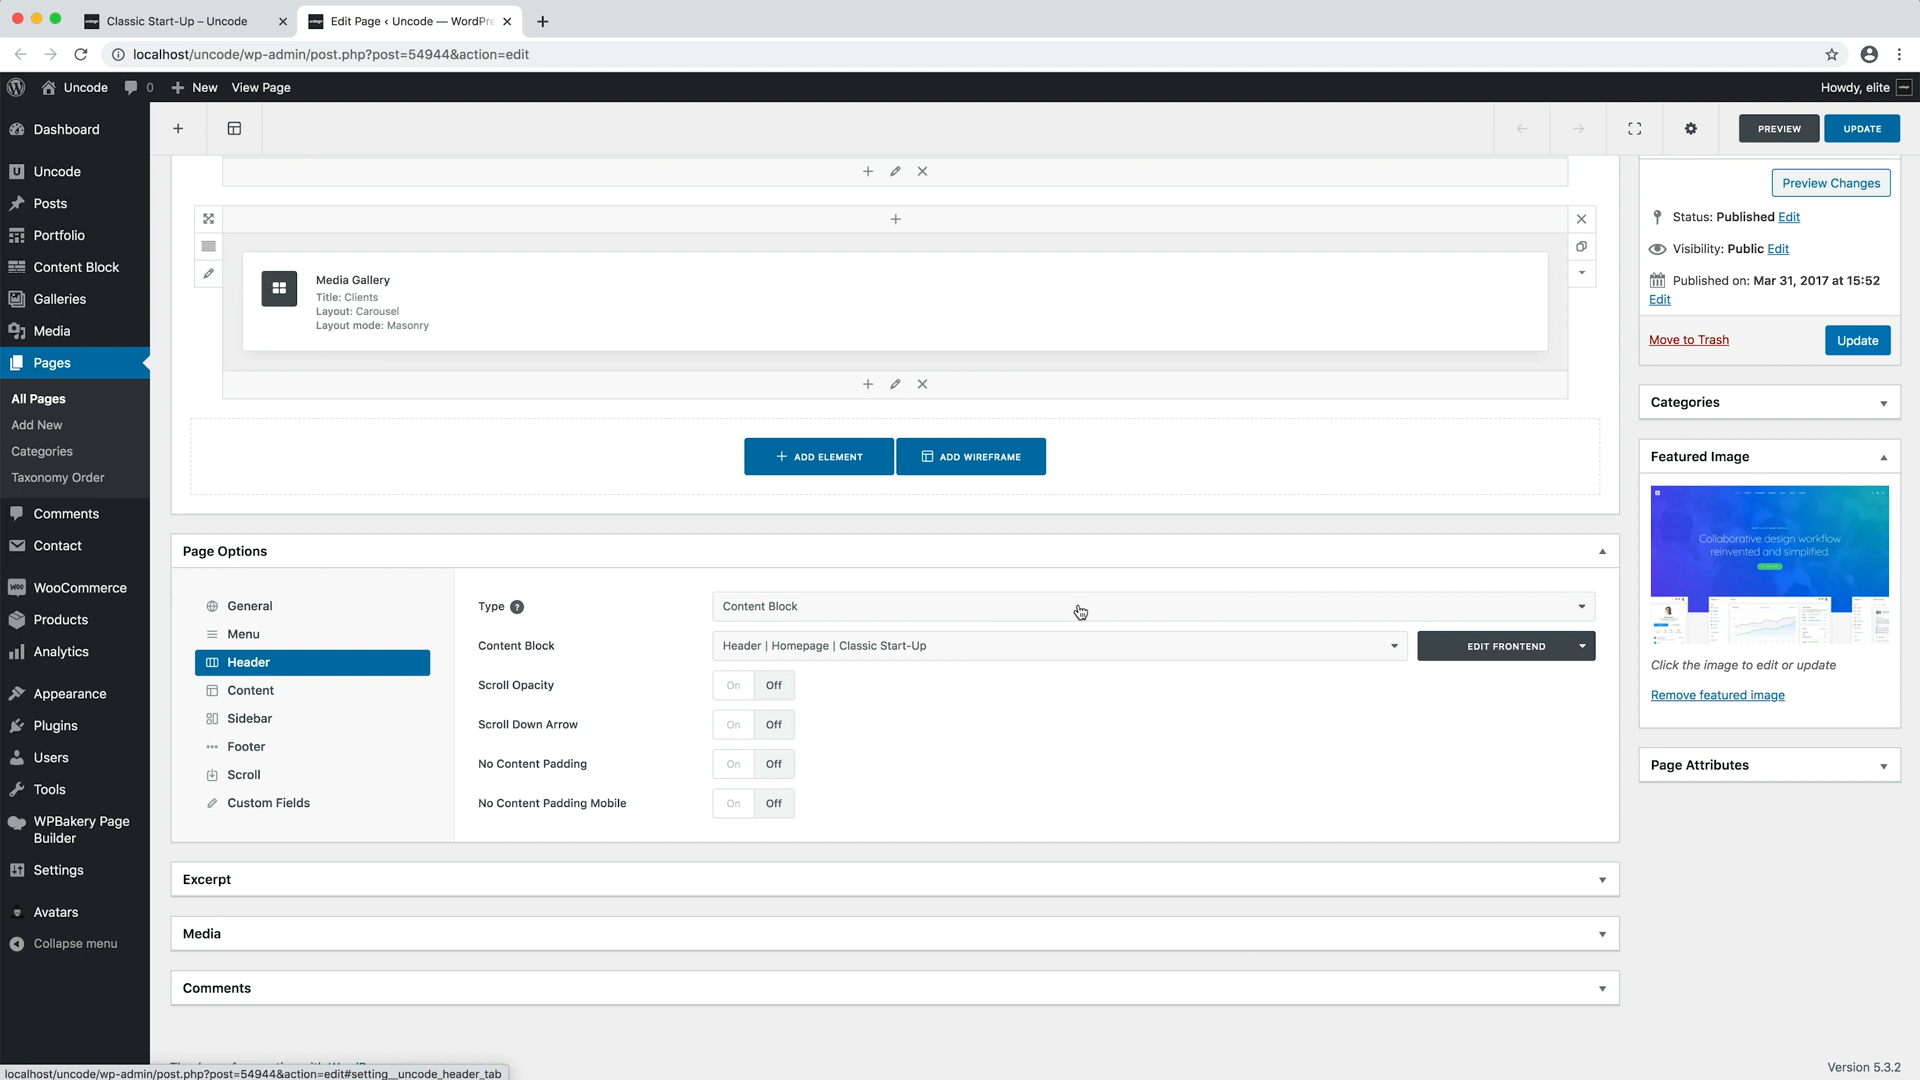 Classic Start-Up – Uncode
Edit Page ‹ Uncode — WordPre
localhost/uncode/wp-admin/post.php?post=54944&action=edit
Uncode
0
New
View Page
Howdy, elite
Dashboard
Uncode
Posts
Portfolio
Content Block
Galleries
Media
Pages
All Pages
Add New
Categories
Taxonomy Order
Comments
Contact
WooCommerce
Products
Analytics
Appearance
Plugins
Users
Tools
WPBakery Page
Builder
Settings
Avatars
Collapse menu
PREVIEW
UPDATE
Media Gallery
Title: Clients
Layout: Carousel
Layout mode: Masonry
ADD ELEMENT
ADD WIREFRAME
Page Options
General
Menu
Header
Content
Sidebar
Footer
Scroll
Custom Fields
Type ?
Content Block
Content Block
Header | Homepage | Classic Start-Up
EDIT FRONTEND
Scroll Opacity
On Off
Scroll Down Arrow
On Off
No Content Padding
On Off
No Content Padding Mobile
On Off
Excerpt
Media
Comments
Preview Changes
Status: Published Edit
Visibility: Public Edit
Published on: Mar 31, 2017 at 15:52
Edit
Move to Trash
Update
Categories
Featured Image
Collaborative design workflow
reinvented and simplified.
Click the image to edit or update
Remove featured image
Page Attributes
localhost/uncode/wp-admin/post.php?post=54944&action=edit#setting__uncode_header_tab
Version 5.3.2